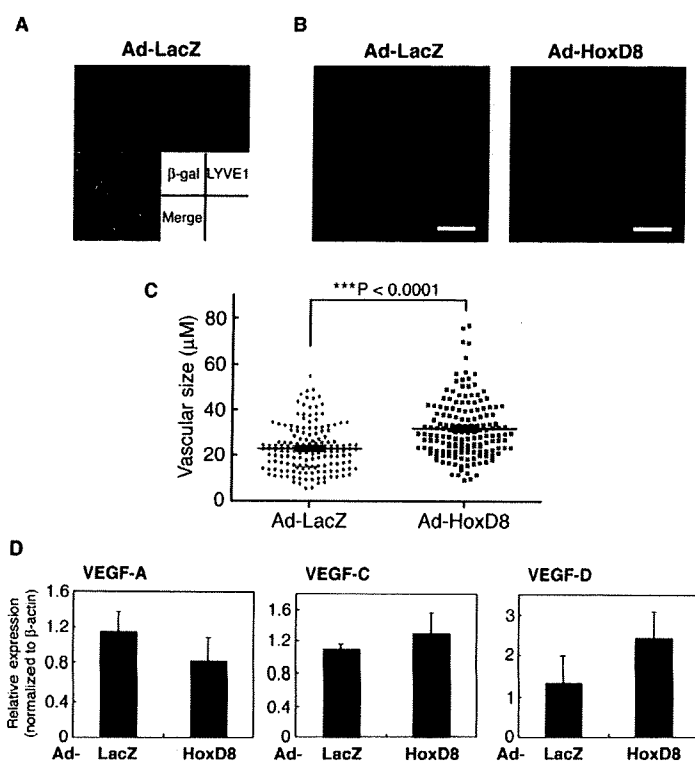 A
Ad-LacZ
β-gal LYVE1
Merge
B
Ad-LacZ Ad-HoxD8
C
***P < 0.0001
Vascular size (μM)
80
60
40
20
0
Ad-LacZ Ad-HoxD8
D
Relative expression
(normalized to β-actin)
VEGF-A
1.6
1.2
0.8
0.4
0
Ad- LacZ HoxD8
VEGF-C
1.6
1.2
0.8
0.4
0
Ad- LacZ HoxD8
VEGF-D
3
2
1
0
Ad- LacZ HoxD8